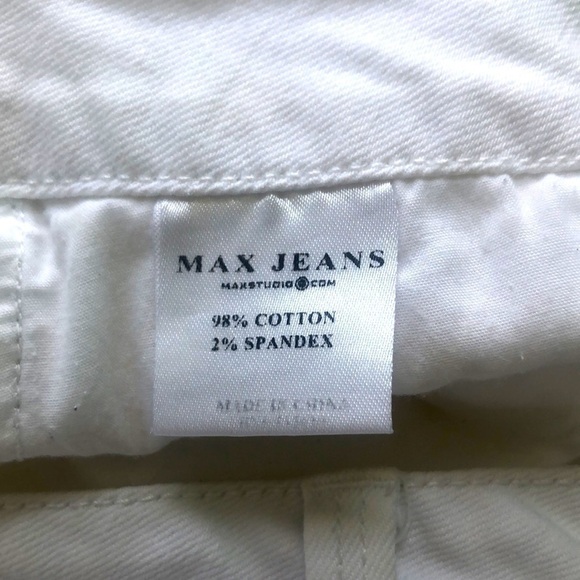 MAX JEANS
MAXSTUDIO.COM
98% COTTON
2% SPANDEX
MADE IN CHINA